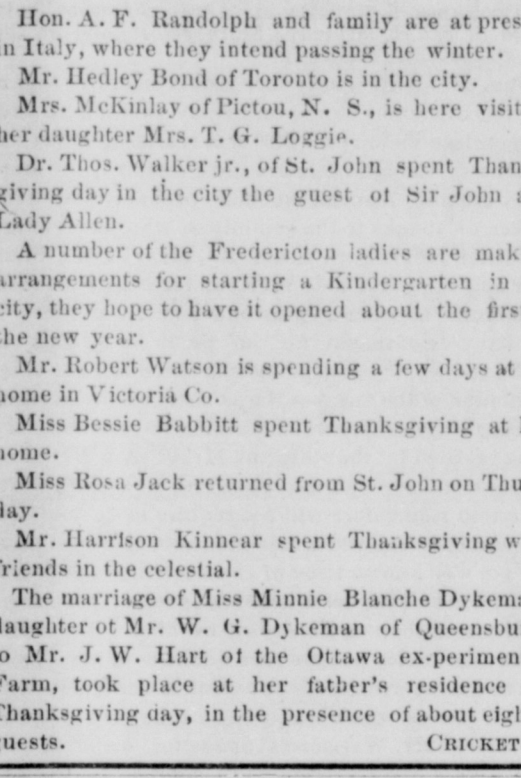 Hon. A. F. Randolph and family are at pres
in Italy, where they intend passing the winter.
Mr. Hedley Bond of Toronto is in the city.
Mrs. McKinlay of Pictou, N. S., is here visit
her daughter Mrs. T. G. Loggie.
Dr. Thos. Walker jr., of St. John spent Than
giving day in the city the guest ot Sir John a
Lady Allen.
A number of the Fredericton ladies are mak
arrangements for starting a Kindergarten in
city, they hope to have it opened about the firs
the new year.
Mr. Robert Watson is spending a few days at
home in Victoria Co.
Miss Bessie Babbitt spent Thanksgiving at
home.
Miss Rosa Jack returned from St. John on Thu
day.
Mr. Harrison Kinnear spent Thanksgiving w
friends in the celestial.
The marriage of Miss Minnie Blanche Dykema
daughter ot Mr. W. G. Dykeman of Queensbu
to Mr. J. W. Hart ot the Ottawa ex-perimen
Farm, took place at her father's residence
Thanksgiving day, in the presence of about eigh
guests. CRICKET